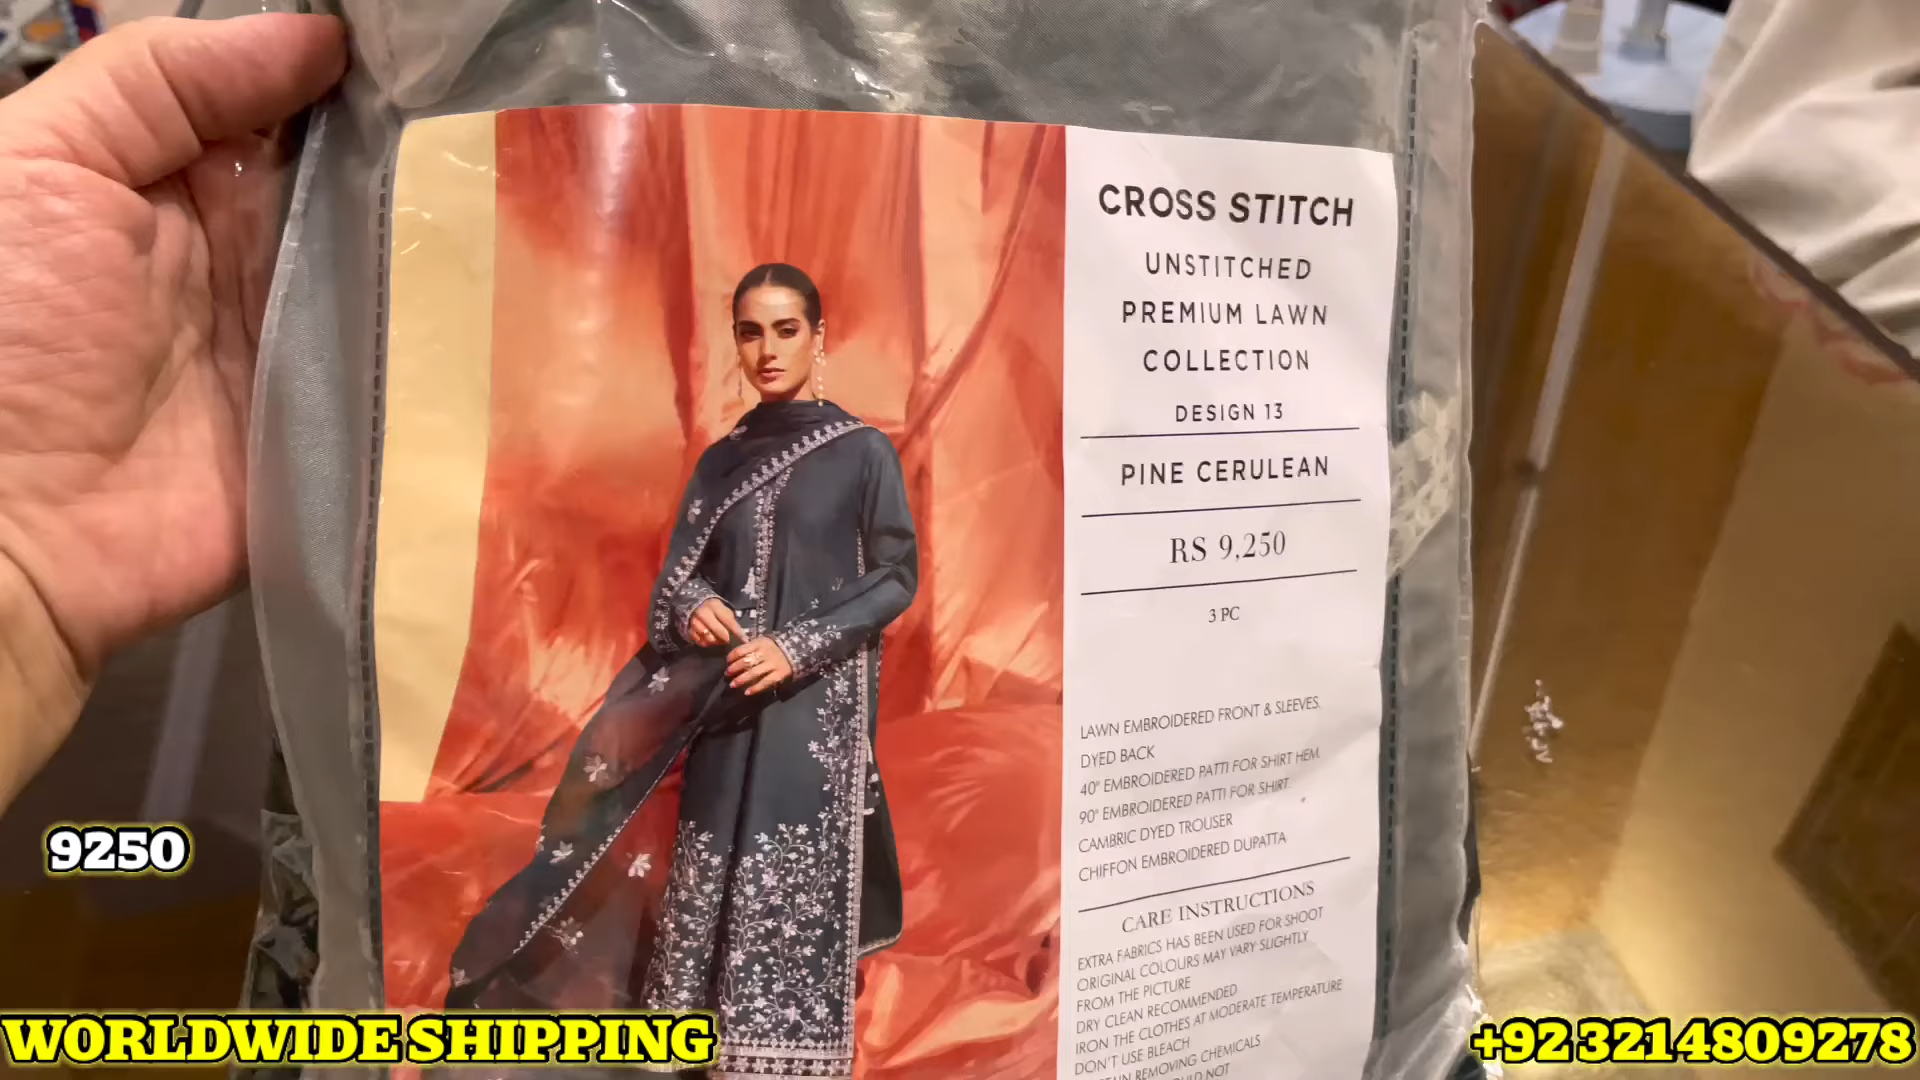 CROSS STITCH
UNSTITCHED
PREMIUM LAWN
COLLECTION
DESIGN 13
PINE CERULEAN
RS 9,250
3 PC
LAWN EMBROIDERED FRONT & SLEEVES.
DYED BACK
40" EMBROIDERED PATTI FOR SHIRT HEM.
90" EMBROIDERED PATTI FOR SHIRT.
CAMBRIC DYED TROUSER
CHIFFON EMBROIDERED DUPATTA
CARE INSTRUCTIONS
EXTRA FABRICS HAS BEEN USED FOR SHOOT
ORIGINAL COLOURS MAY VARY SLIGHTLY
FROM THE PICTURE
DRY CLEAN RECOMMENDED
IRON THE CLOTHES AT MODERATE TEMPERATURE
DON'T USE BLEACH
REMOVING CHEMICALS
NOT
9250
WORLDWIDE SHIPPING
+92 3214809278